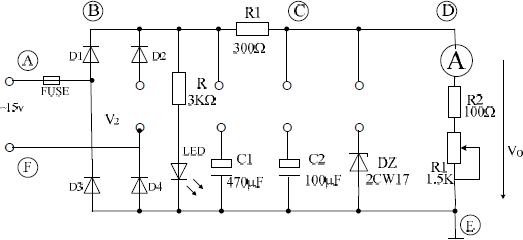 B
R1
C
D
A
D1
D2
300Ω
A
FUSE
R
3KΩ
R2
100Ω
~15v
V2
Vo
F
LED
C1
C2
DZ
R1
1.5K
D3
D4
470μF
100μF
2CW17
E